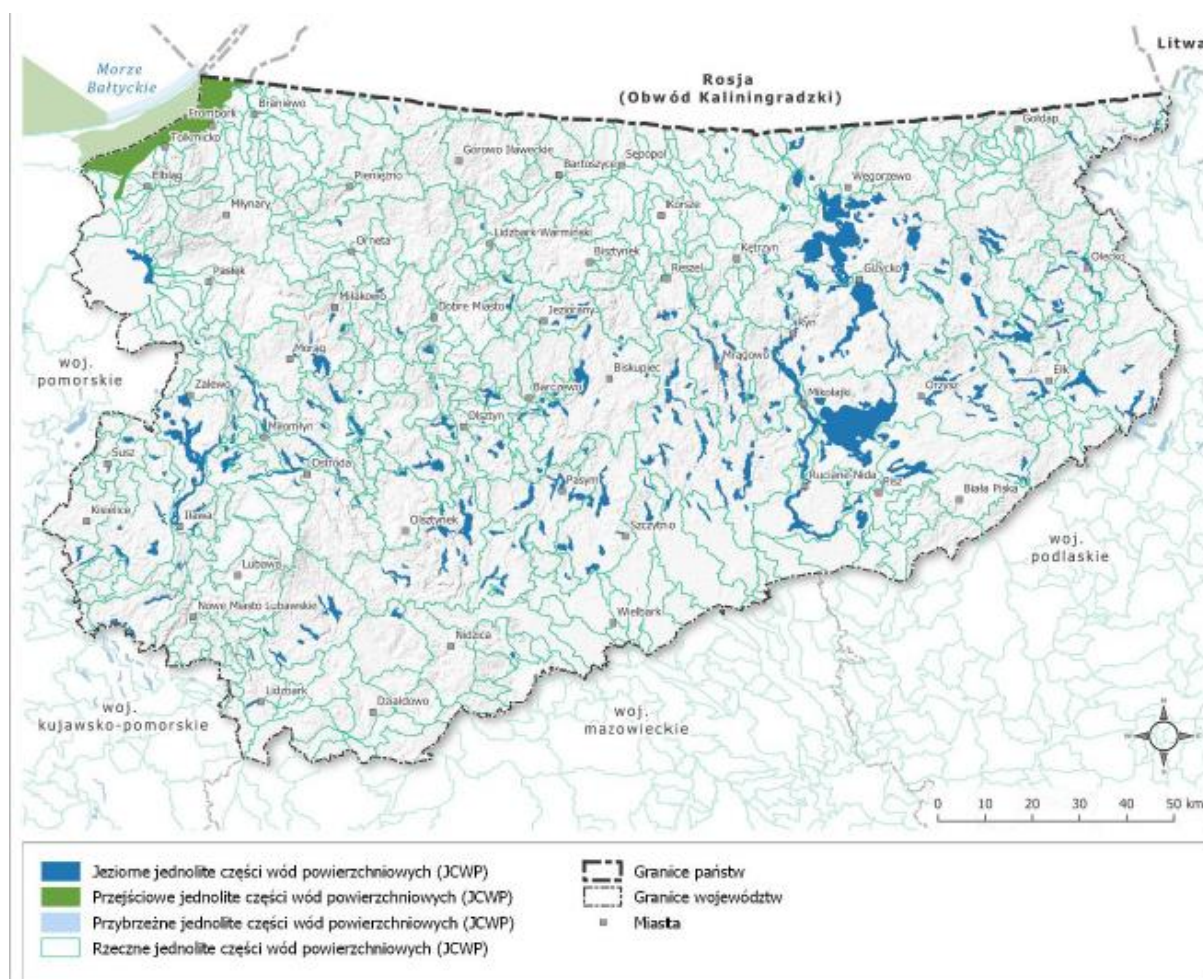 Litwa
Morze
Bałtyckie
Rosja
(Obwód Kaliningradzki)
Braniewo
Frombork
Tolkmicko
Gołdap
Górowo Iławeckie
Sępopol
Bartoszyce
Elbląg
Pieniężno
Węgorzewo
Młynary
Korsze
Orneta
Lidzbark Warmiński
Bisztynek
Kętrzyn
Reszel
Olecko
Pasłęk
Giżycko
Miłakowo
Dobre Miasto
Jeziorany
Ryn
Morąg
woj.
pomorskie
Mrągowo
Biskupiec
Ełk
Zalewo
Barczewo
Mikołajki
Orzysz
Olsztyn
Miłomłyn
Susz
Ostróda
Ruciane-Nida
Pisz
Biała Piska
Pasym
Kisielice
Iława
Olsztynek
Szczytno
woj.
podlaskie
Lubawa
Nowe Miasto Lubawskie
Wielbark
Nidzica
Lidzbark
Działdowo
woj.
kujawsko-pomorskie
woj.
mazowieckie
0 10 20 30 40 50 km
Jeziorne jednolite części wód powierzchniowych (JCWP)
Przejściowe jednolite części wód powierzchniowych (JCWP)
Przybrzeżne jednolite części wód powierzchniowych (JCWP)
Rzeczne jednolite części wód powierzchniowych (JCWP)
Granice państw
Granice województw
Miasta